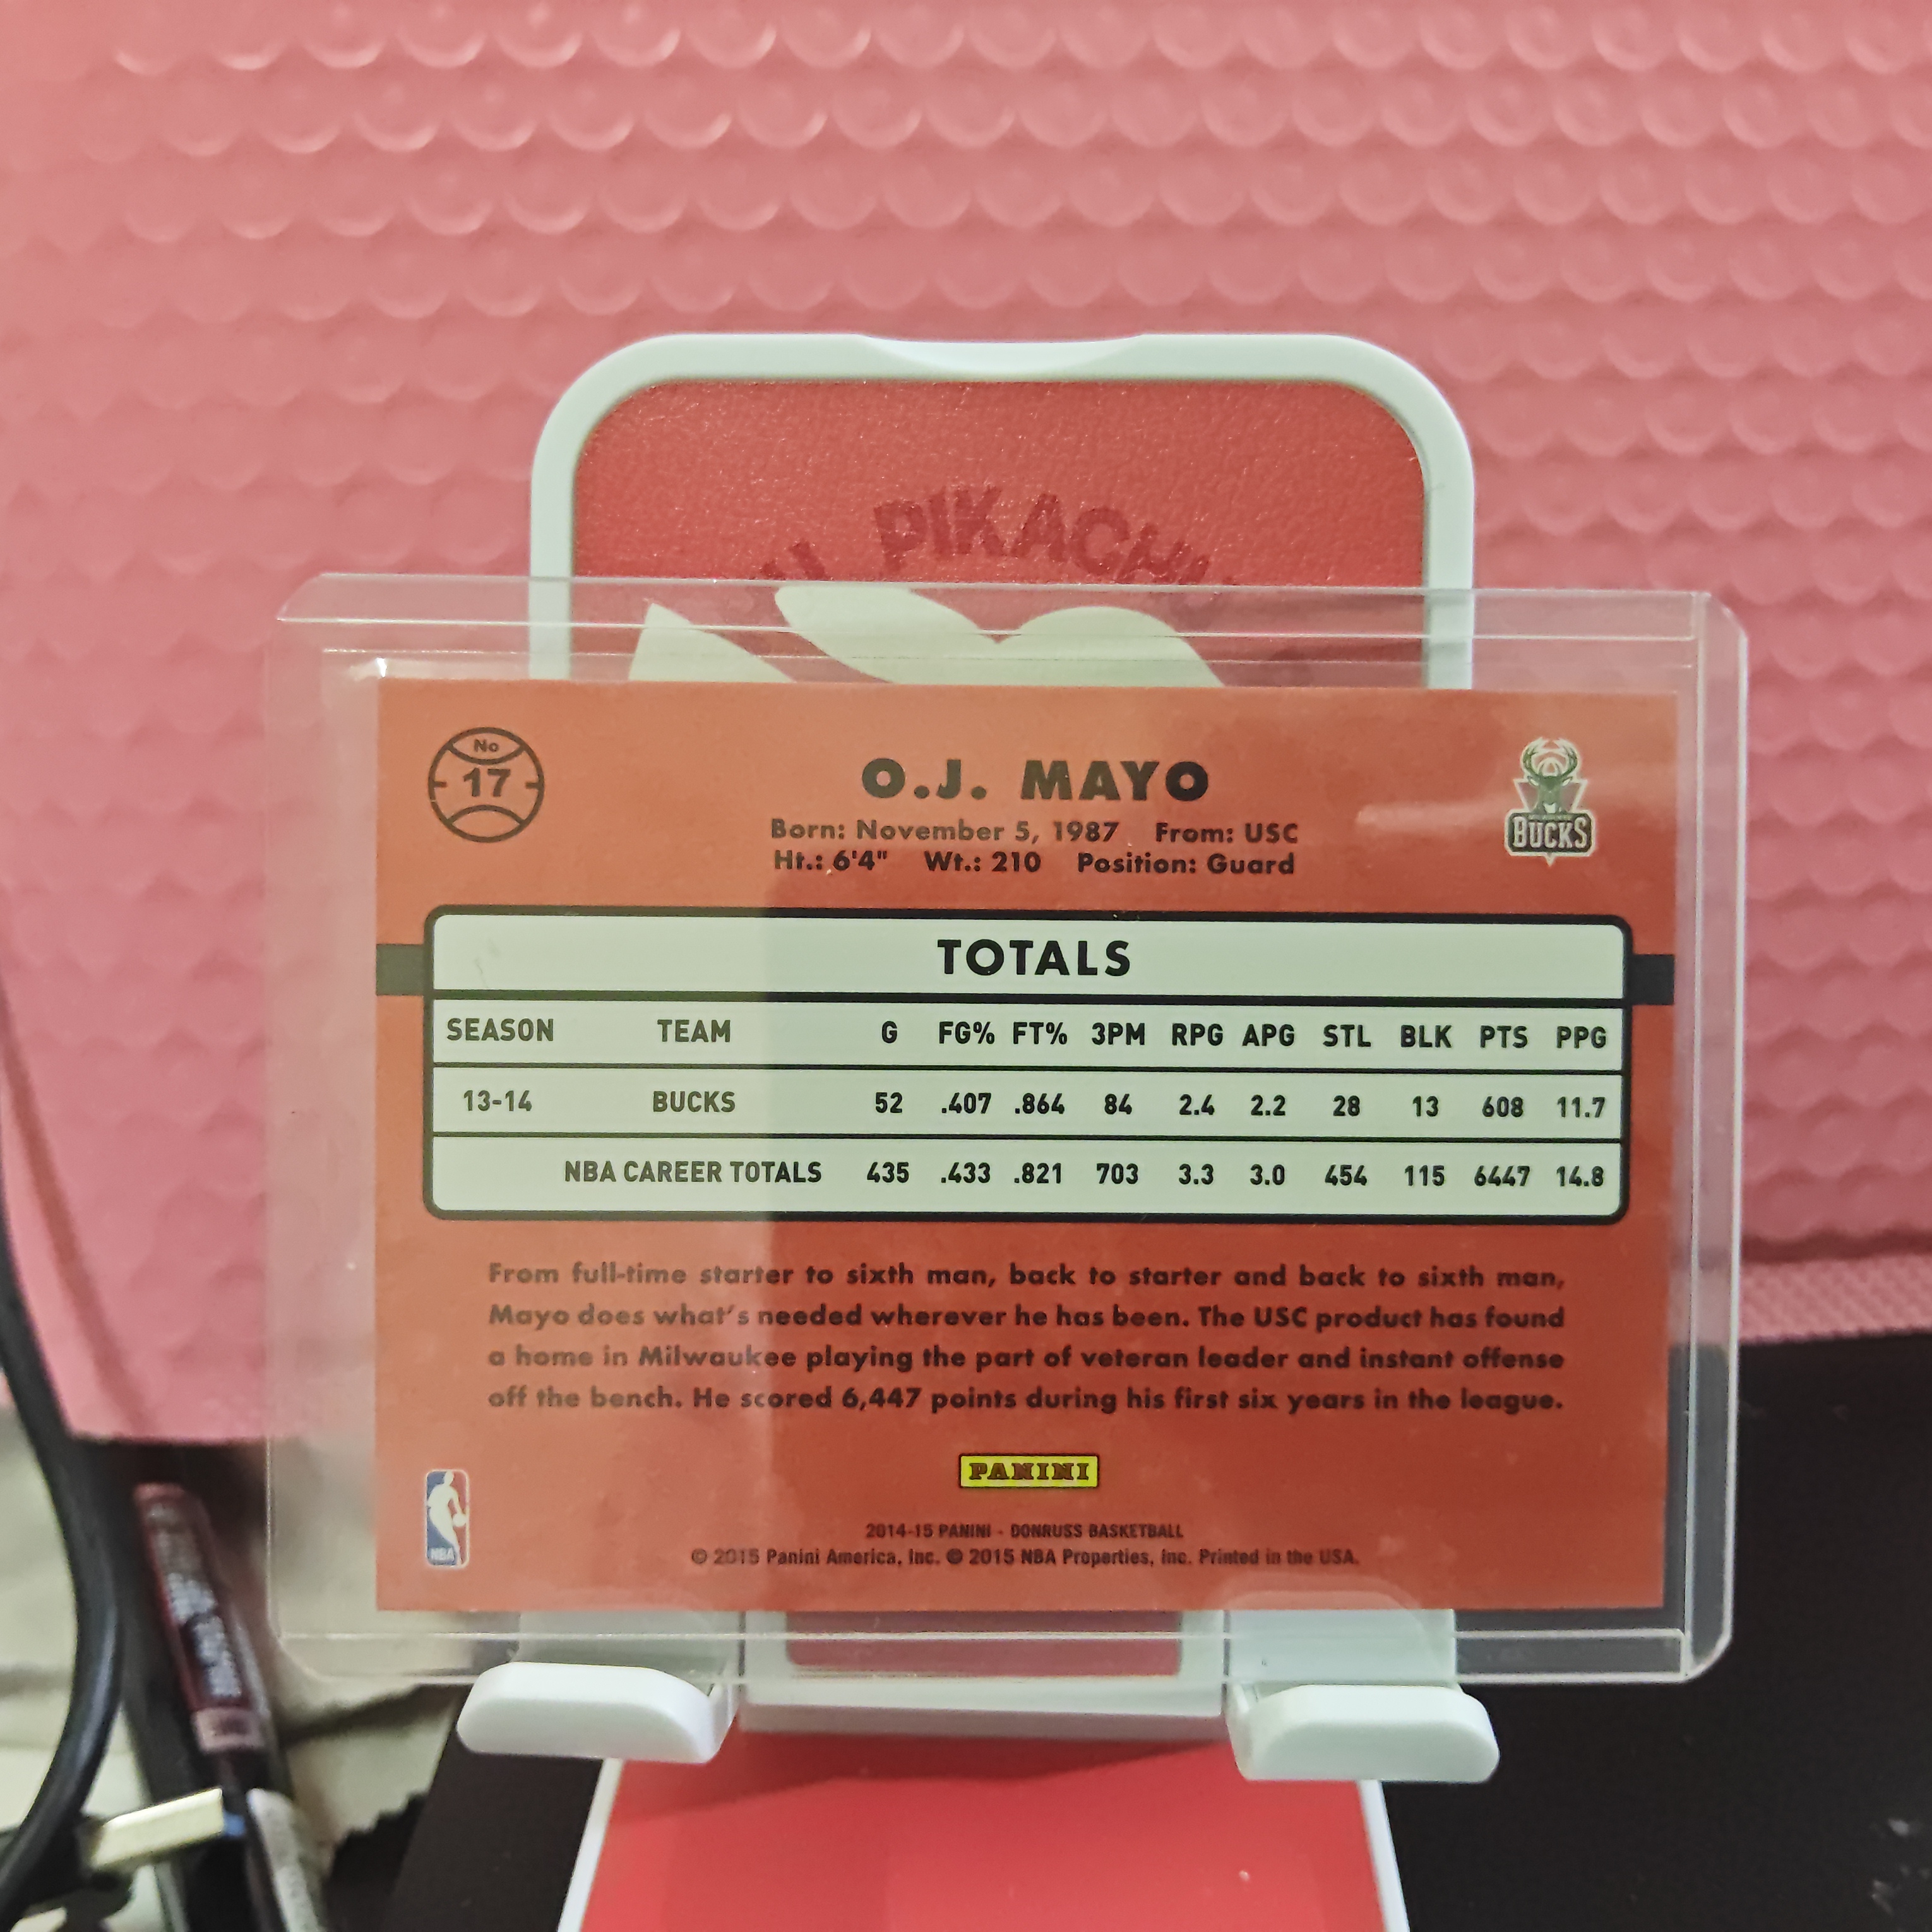 PIKACHU
No
17
O.J. MAYO
Born: November 5, 1987 From: USC
Ht.: 6'4" Wt.: 210 Position: Guard
BUCKS
TOTALS
SEASON TEAM G FG% FT% 3PM RPG APG STL BLK PTS PPG
13-14 BUCKS 52 .407 .864 84 2.4 2.2 28 13 608 11.7
NBA CAREER TOTALS 435 .433 .821 703 3.3 3.0 454 115 6447 14.8
From full-time starter to sixth man, back to starter and back to sixth man,
Mayo does what's needed wherever he has been. The USC product has found
a home in Milwaukee playing the part of veteran leader and instant offense
off the bench. He scored 6,447 points during his first six years in the league.
PANINI
NBA
2014-15 PANINI - DONRUSS BASKETBALL
© 2015 Panini America, Inc. © 2015 NBA Properties, Inc. Printed in the USA.